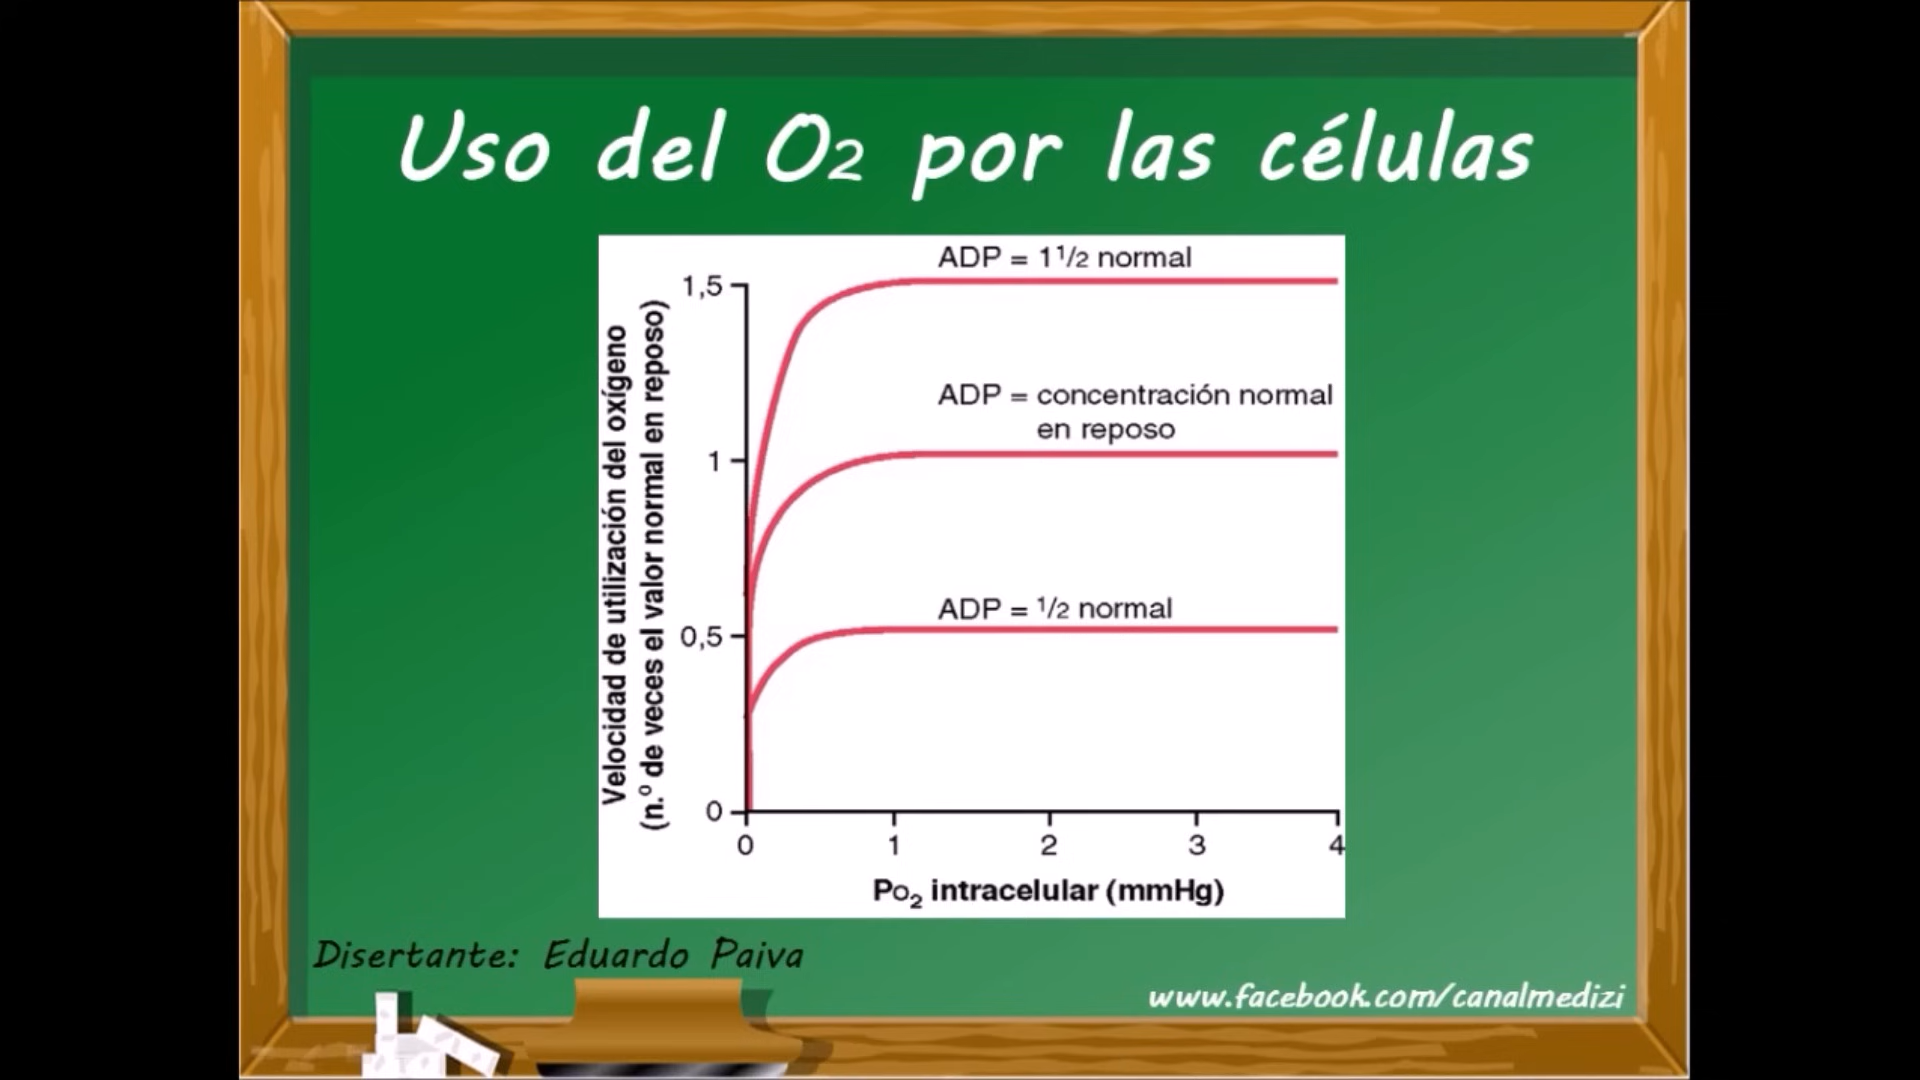 Uso del O2 por las células
ADP = 1 1/2 normal
1,5
ADP = concentración normal
en reposo
1
ADP = 1/2 normal
0,5
0
0 1 2 3 4
Velocidad de utilización del oxígeno
(n.º de veces el valor normal en reposo)
Po2 intracelular (mmHg)
Disertante: Eduardo Paiva
www.facebook.com/canalmedizi